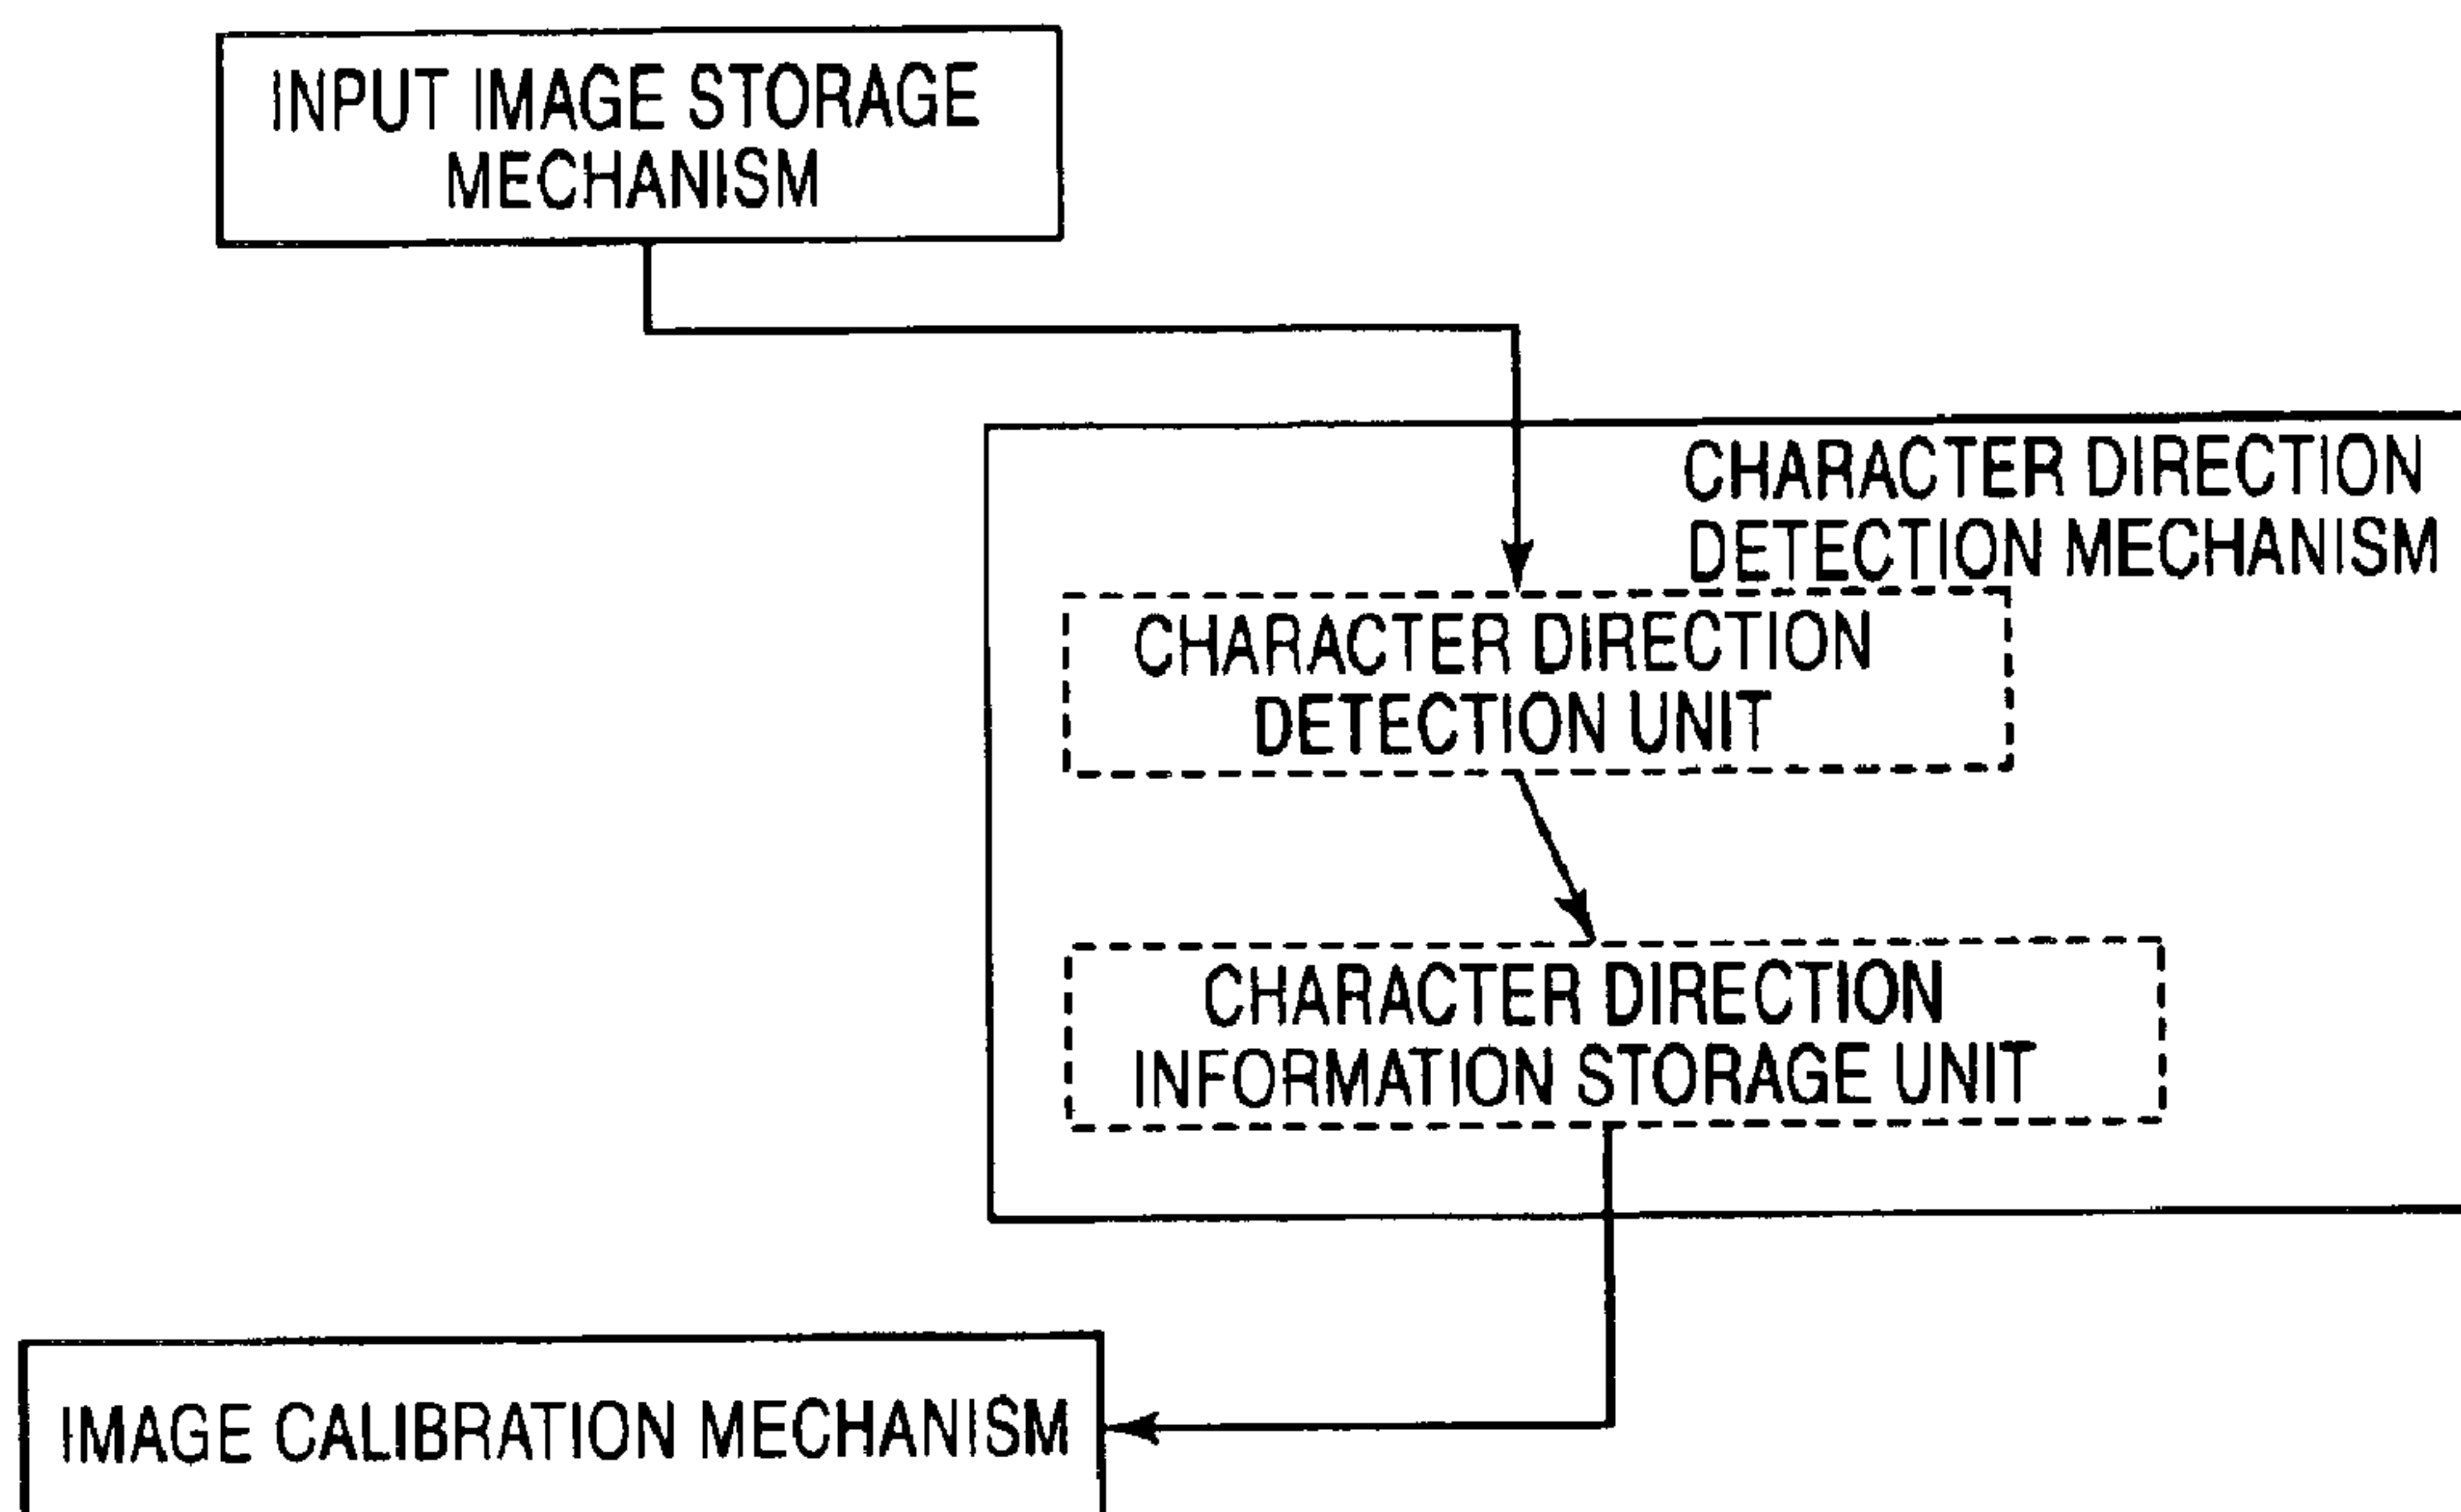 INPUT IMAGE STORAGE
MECHANISM
CHARACTER DIRECTION
DETECTION MECHANISM
CHARACTER DIRECTION
DETECTION UNIT
CHARACTER DIRECTION
INFORMATION STORAGE UNIT
IMAGE CALIBRATION MECHANISM